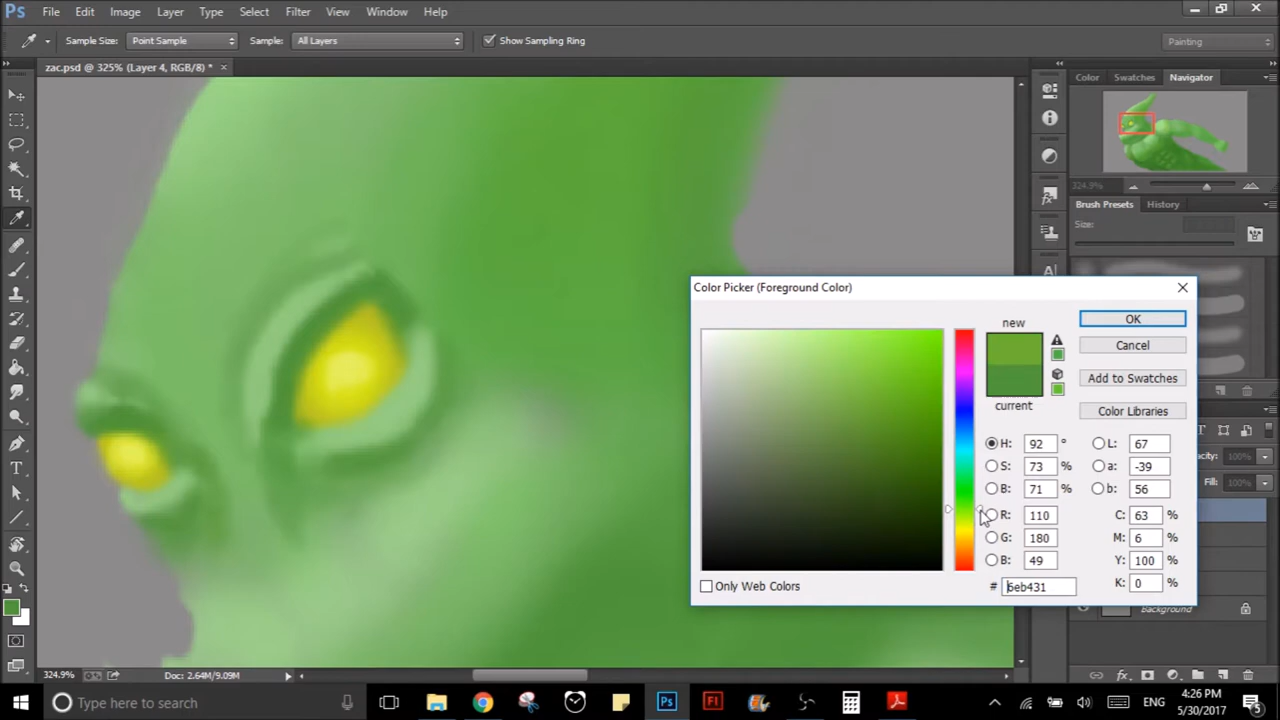 Ps File Edit Image Layer Type Select Filter View Window Help
Sample Size: Point Sample Sample: All Layers Show Sampling Ring Painting
zac.psd @ 325% (Layer 4, RGB/8) * ×
Color Swatches Navigator
324.9%
Brush Presets History
Size:
Color Picker (Foreground Color)
new
current
OK
Cancel
Add to Swatches
Color Libraries
H: 92 ° L: 67
S: 73 % a: -39
B: 71 % b: 56
R: 110 C: 63 %
G: 180 M: 6 %
B: 49 Y: 100 %
# 6eb431 K: 0 %
Only Web Colors
100%
Fill: 100%
Background
324.9% Doc: 2.64M/9.09M
Type here to search
ENG
4:26 PM
5/30/2017
5